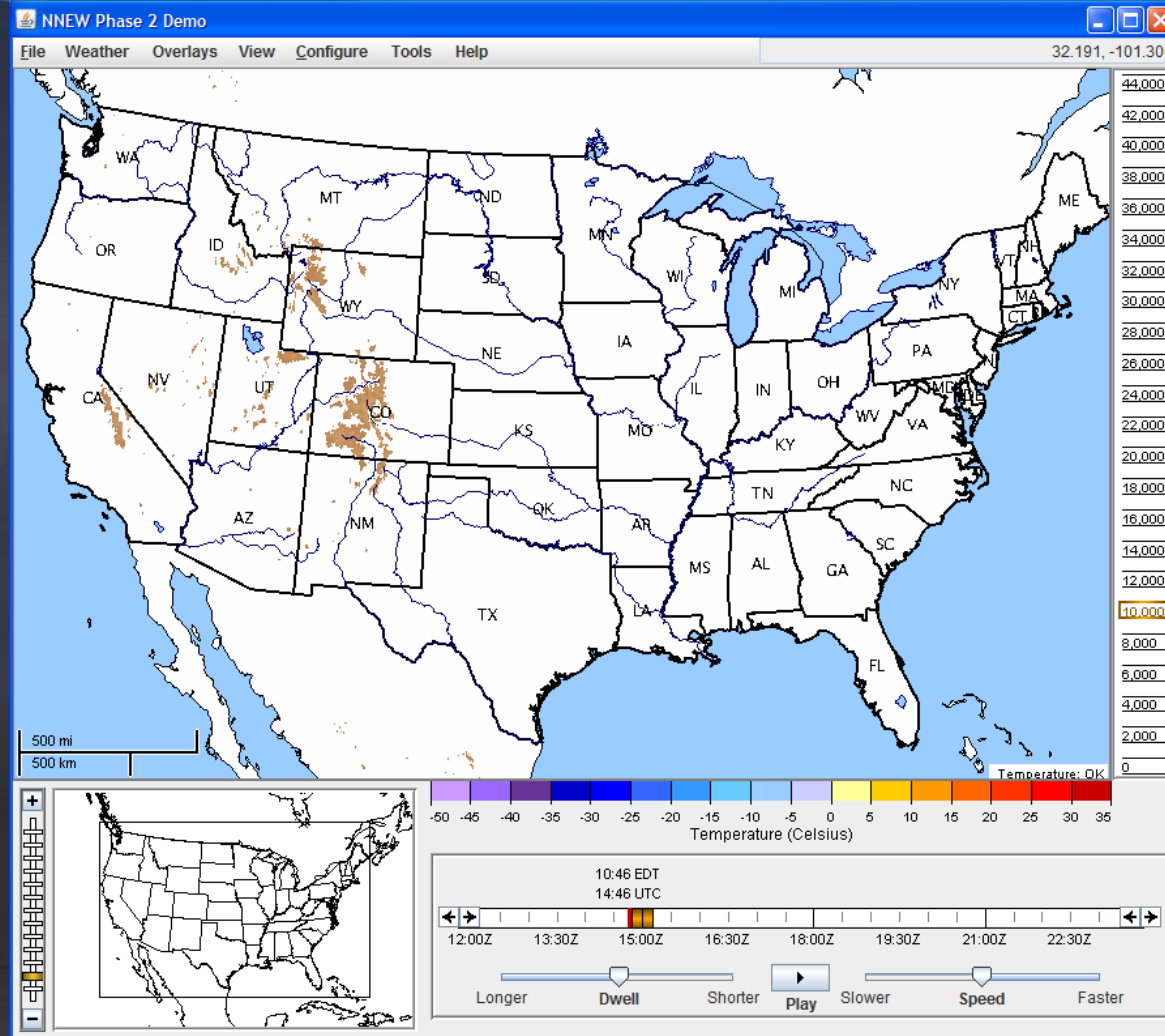 NNEW Phase 2 Demo
File Weather Overlays View Configure Tools Help
32.191, -101.30
44,000
42,000
40,000
38,000
36,000
34,000
32,000
30,000
28,000
26,000
24,000
22,000
20,000
18,000
16,000
14,000
12,000
10,000
8,000
6,000
4,000
2,000
0
WA
MT
ND
MN
ME
OR
ID
SD
WI
MI
NY
VT
NH
WY
MA
CT
NE
IA
PA
NJ
NV
UT
CA
CO
IL
IN
OH
MD
DE
WV
VA
KS
MO
KY
AZ
NM
OK
AR
TN
NC
SC
MS
AL
GA
TX
LA
FL
500 mi
500 km
Temperature: OK
-50 -45 -40 -35 -30 -25 -20 -15 -10 -5 0 5 10 15 20 25 30 35
Temperature (Celsius)
10:46 EDT
14:46 UTC
12:00Z 13:30Z 15:00Z 16:30Z 18:00Z 19:30Z 21:00Z 22:30Z
Longer Dwell Shorter Play Slower Speed Faster